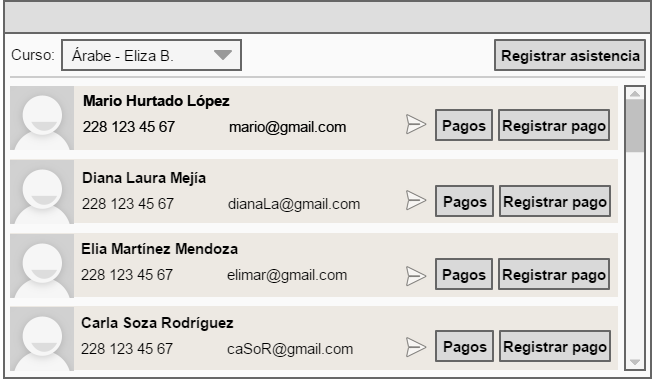 Curso: Árabe - Eliza B. Registrar asistencia
Mario Hurtado López
228 123 45 67 mario@gmail.com Pagos Registrar pago
Diana Laura Mejía
228 123 45 67 dianaLa@gmail.com Pagos Registrar pago
Elia Martínez Mendoza
228 123 45 67 elimar@gmail.com Pagos Registrar pago
Carla Soza Rodríguez
228 123 45 67 caSoR@gmail.com Pagos Registrar pago